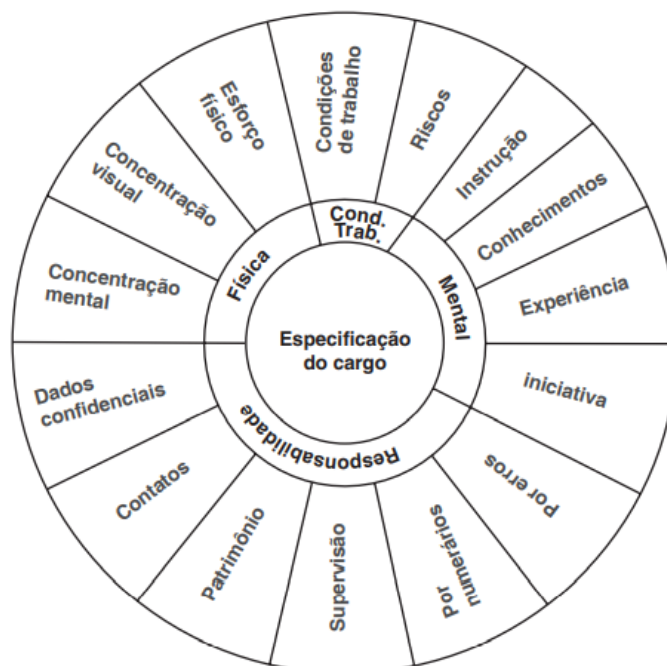 Especificação
do cargo
Cond.
Trab.
Mental
Responsabilidade
Física
Condições
de trabalho
Riscos
Instrução
Conhecimentos
Experiência
iniciativa
Por erros
Por
numerários
Supervisão
Patrimônio
Contatos
Dados
confidenciais
Concentração
mental
Concentração
visual
Esforço
físico